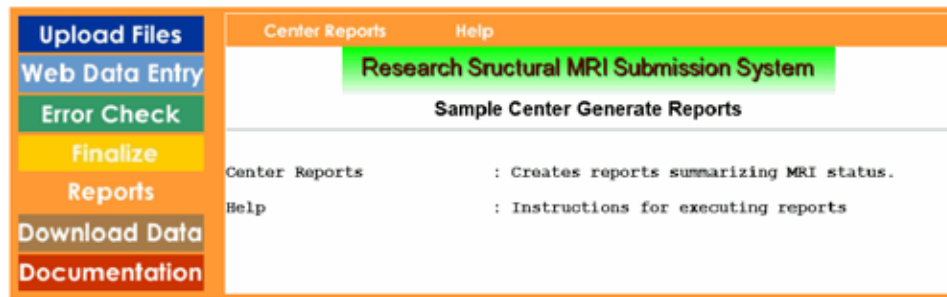 Upload Files
Web Data Entry
Error Check
Finalize
Reports
Download Data
Documentation
Center Reports Help
Research Sructural MRI Submission System
Sample Center Generate Reports
Center Reports : Creates reports summarizing MRI status.
Help : Instructions for executing reports